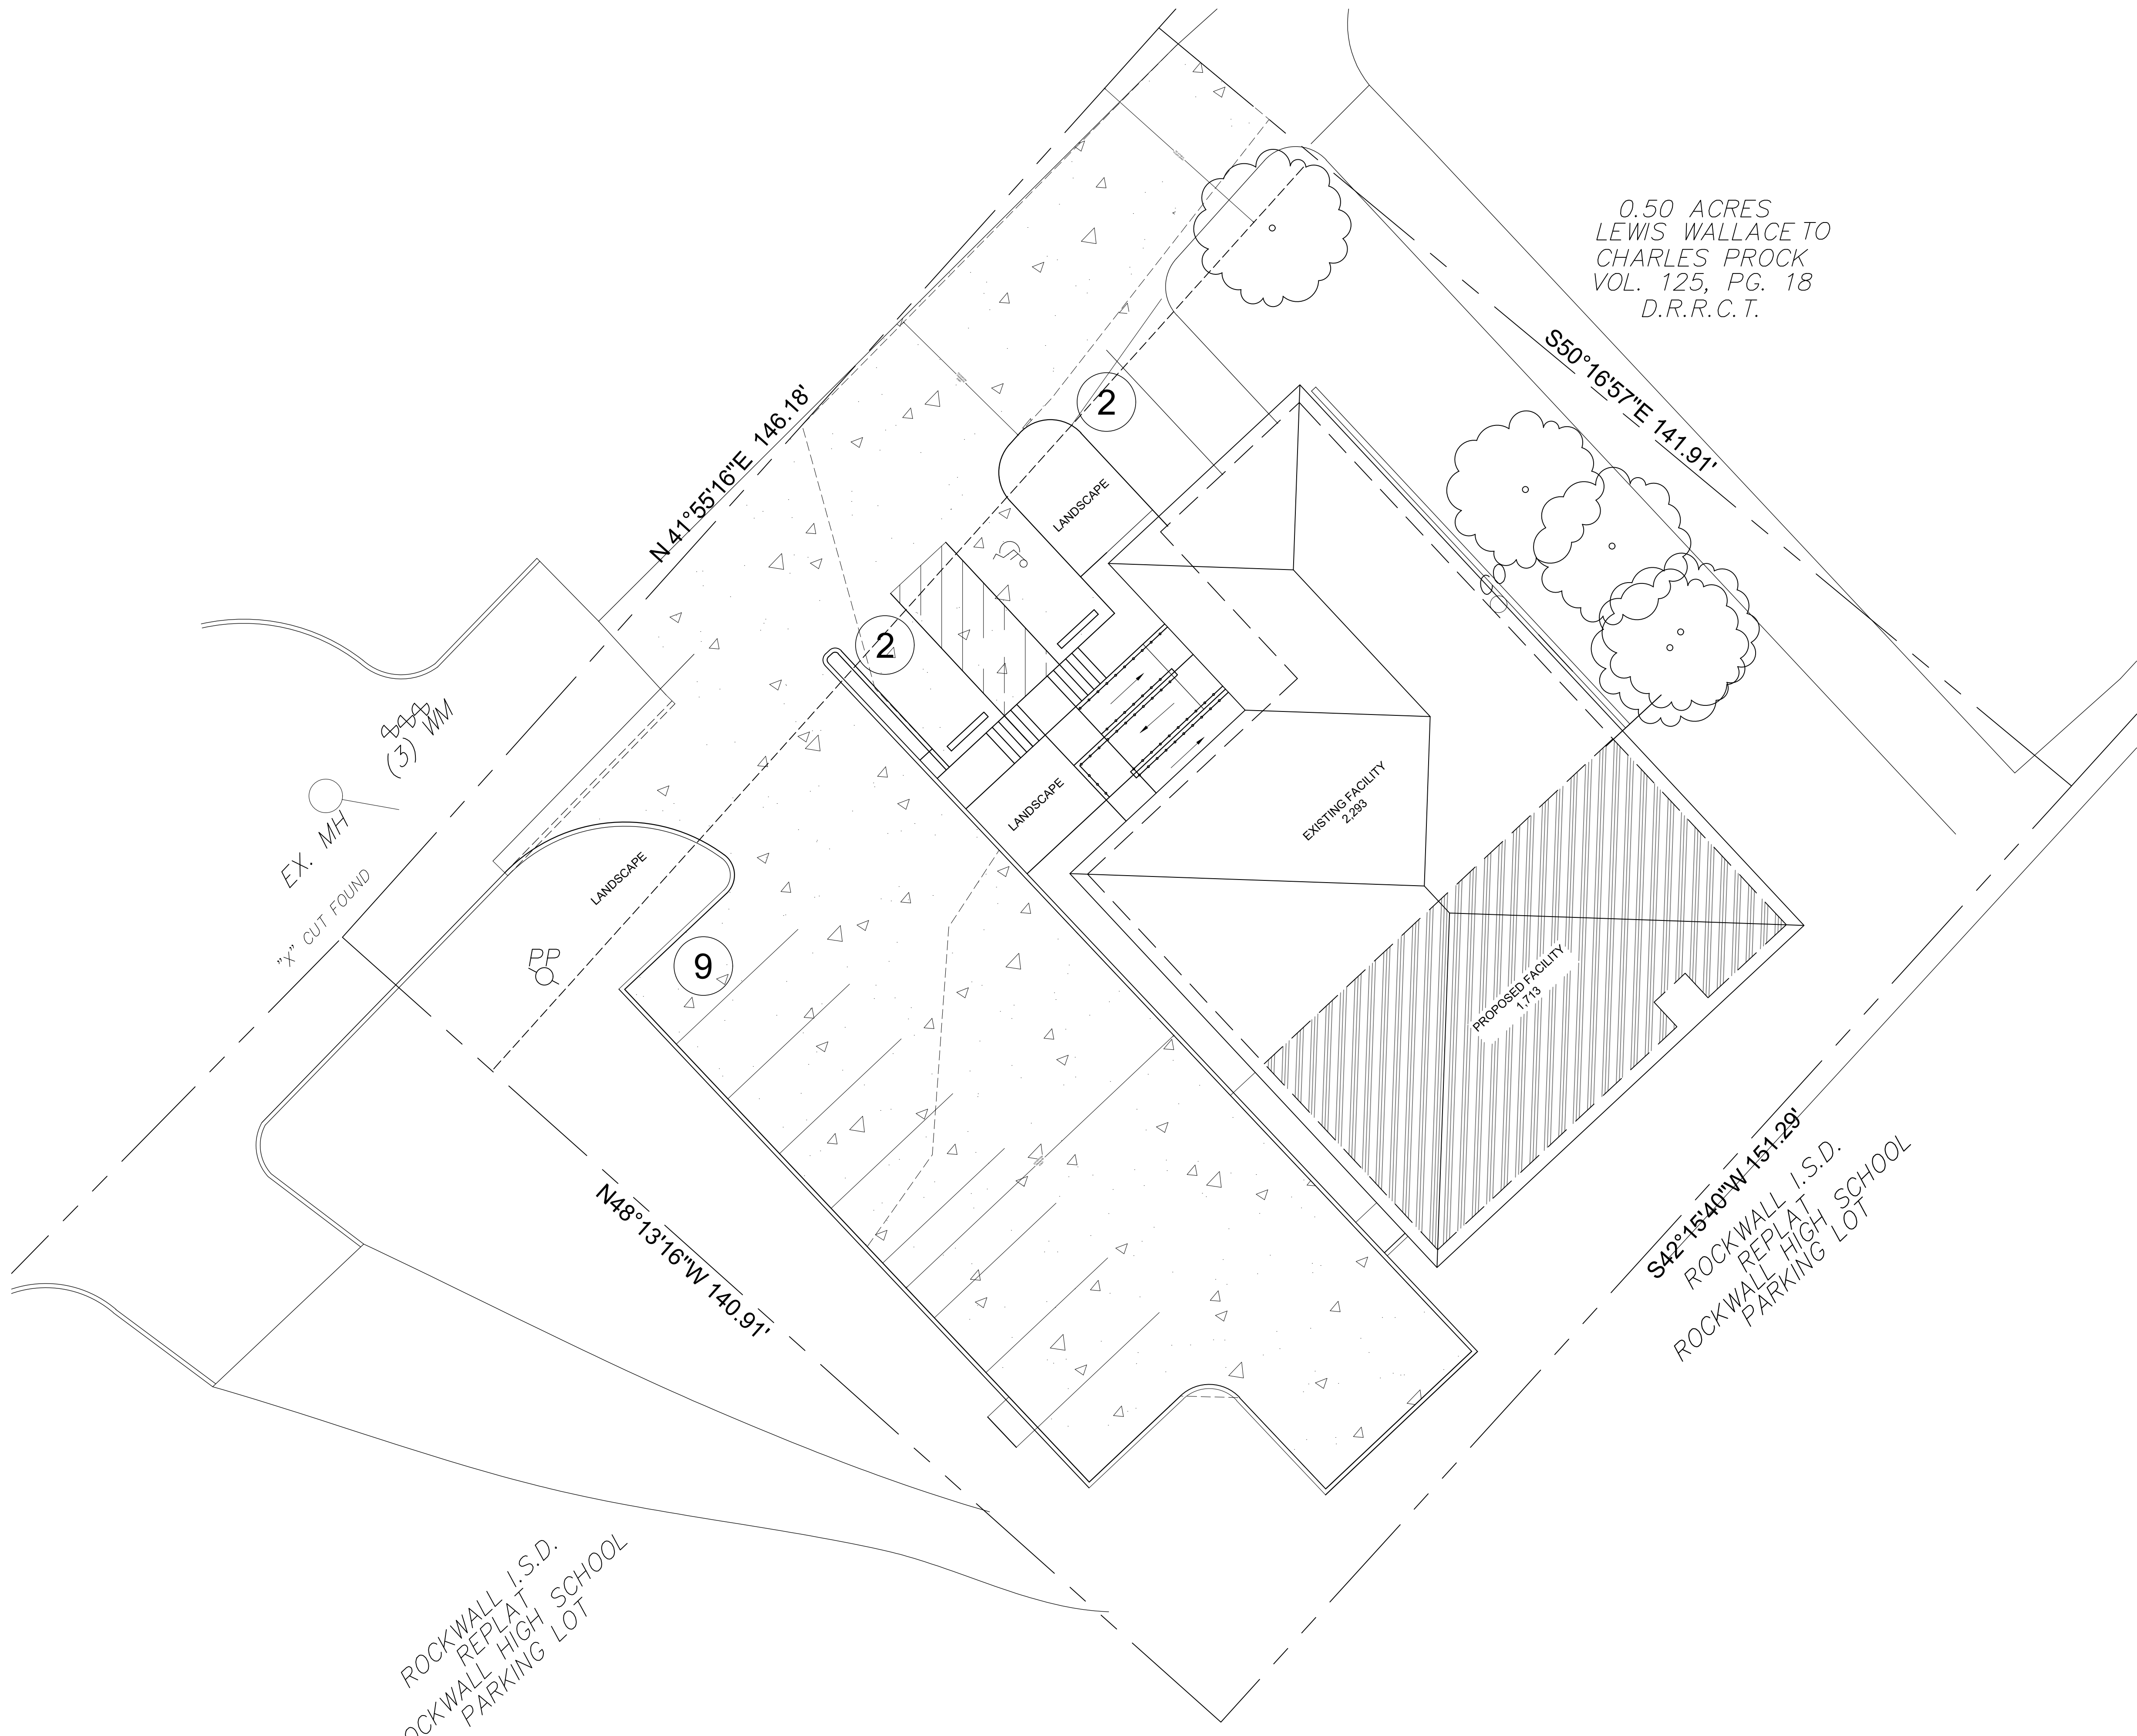 0.50 ACRES
LEWIS WALLACE TO
CHARLES PROCK
VOL. 125, PG. 18
D.R.R.C.T.
S50°16'57"E 141.91'
N 41°55'16"E 146.18'
2
LANDSCAPE
2
(3) WM
EX. MH
"X" CUT FOUND
LANDSCAPE
LANDSCAPE
EXISTING FACILITY
2,293
PP
9
PROPOSED FACILITY
1,713
N48°13'16"W 140.91'
S42°15'40"W 151.29'
ROCKWALL I.S.D.
REPLAT
ROCKWALL HIGH SCHOOL
PARKING LOT
ROCKWALL I.S.D.
REPLAT
OCKWALL HIGH SCHOOL
PARKING LOT